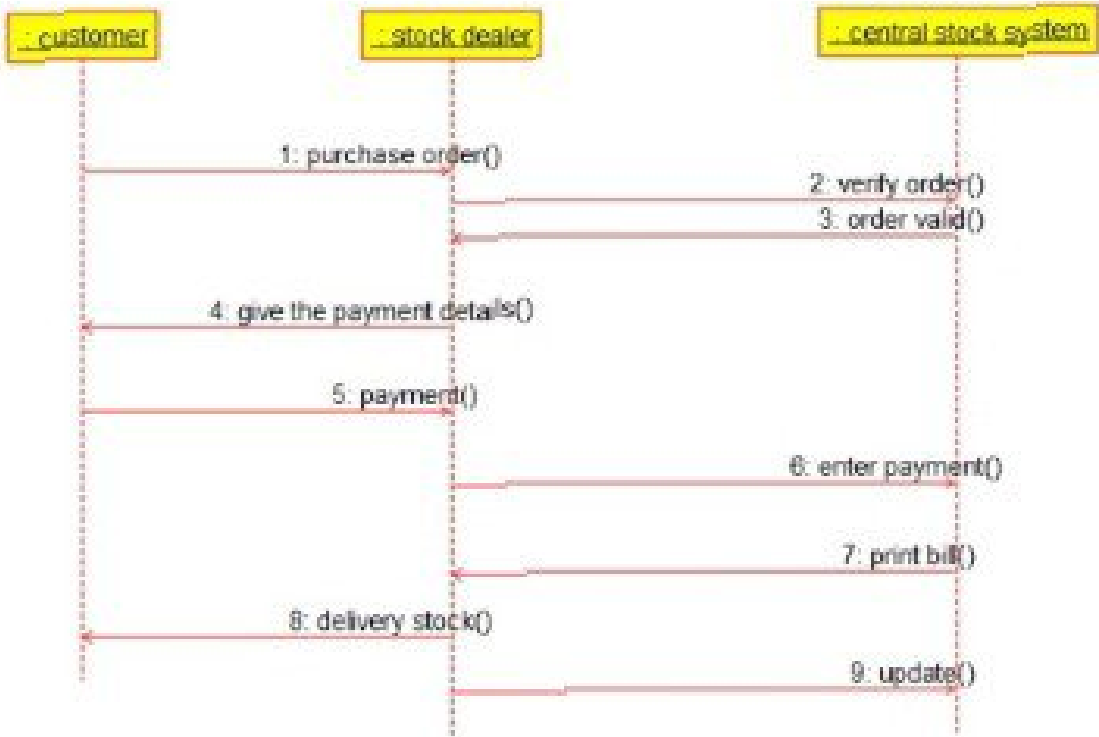 : customer
: stock dealer
: central stock system
1: purchase order()
2: verify order()
3: order valid()
4: give the payment details()
5: payment()
6: enter payment()
7: print bill()
8: delivery stock()
9: update()